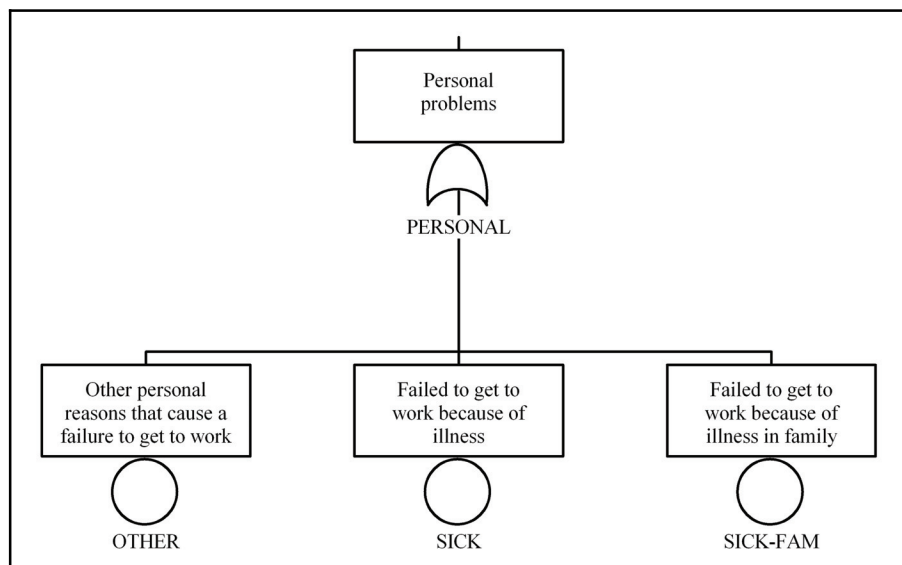 Personal
problems
PERSONAL
Other personal
reasons that cause a
failure to get to work
Failed to get to
work because of
illness
Failed to get to
work because of
illness in family
OTHER
SICK
SICK-FAM